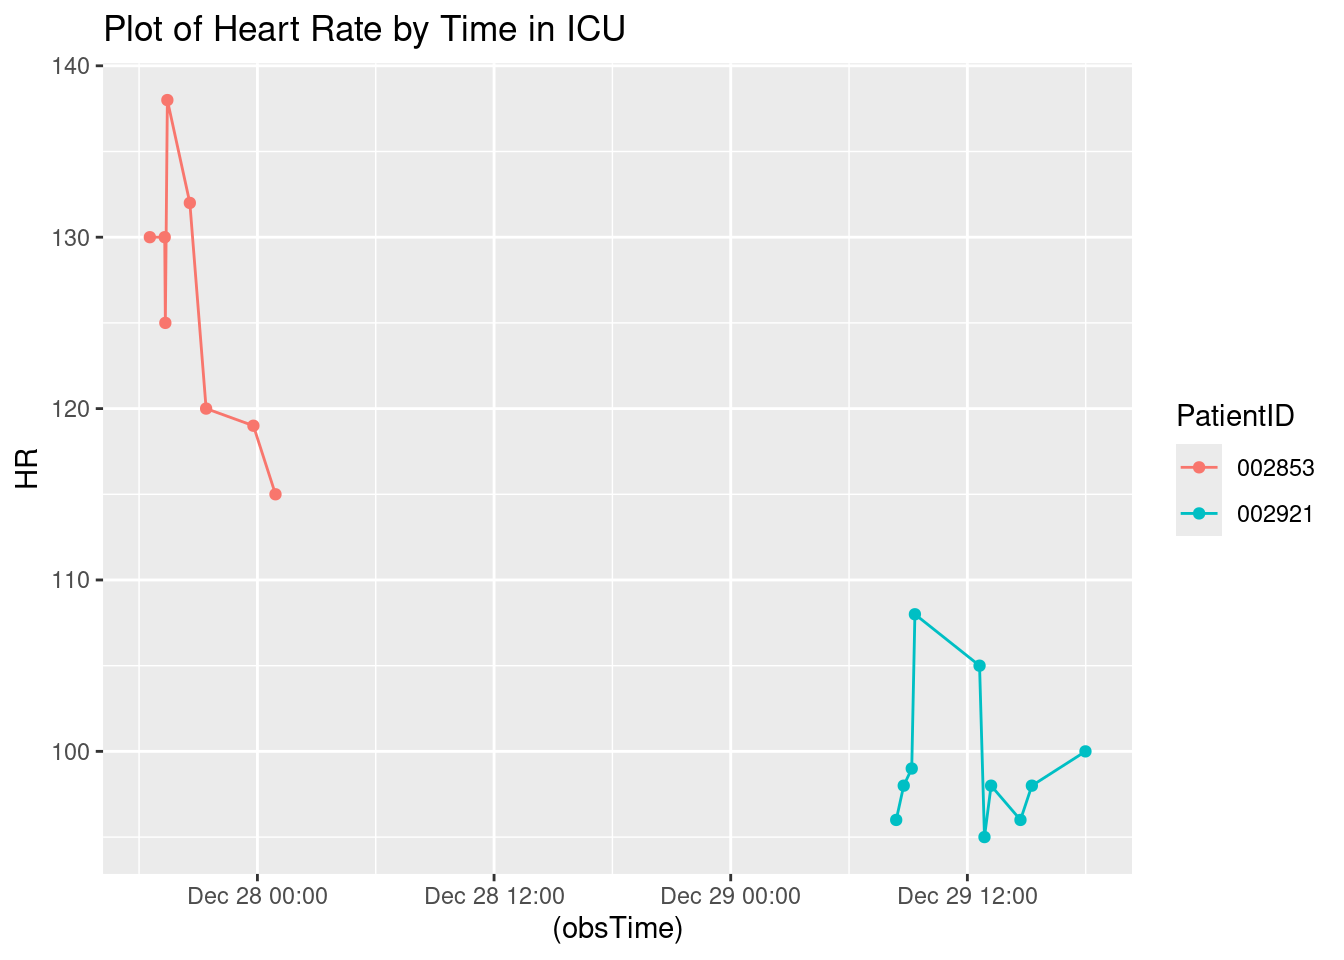 Plot of Heart Rate by Time in ICU
140
130
120
110
100
HR
Dec 28 00:00
Dec 28 12:00
Dec 29 00:00
Dec 29 12:00
(obsTime)
PatientID
002853
002921